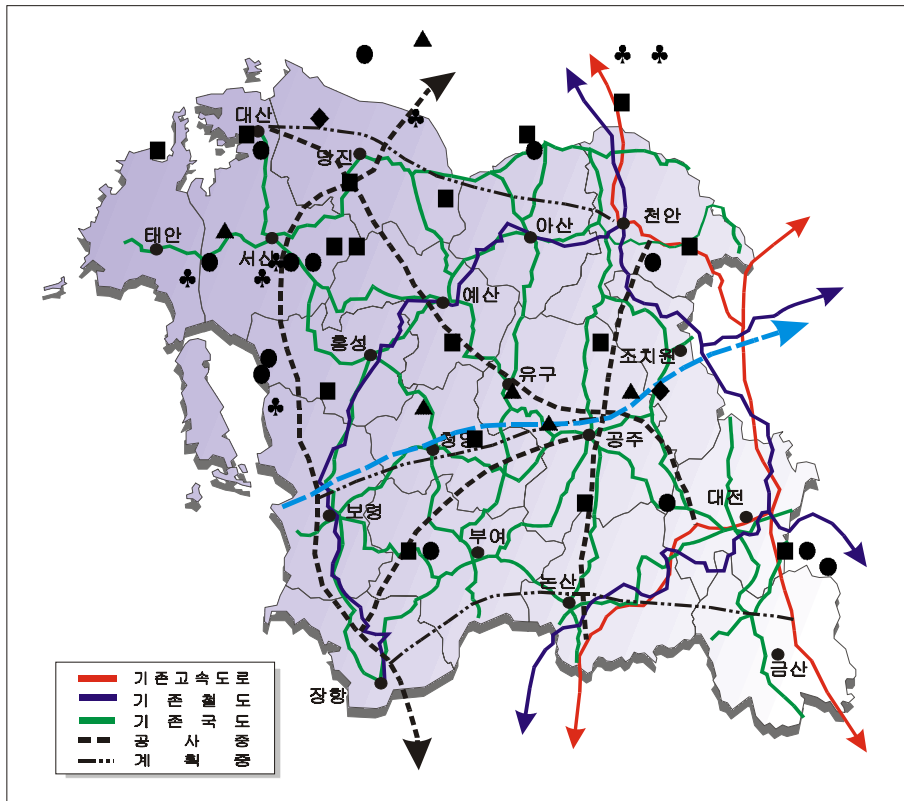 대산
당진
천안
아산
태안
서산
예산
홍성
조치원
유구
청양
공주
대전
보령
부여
논산
금산
장항
기존고속도로
기존철도
기존국도
공사중
계획중